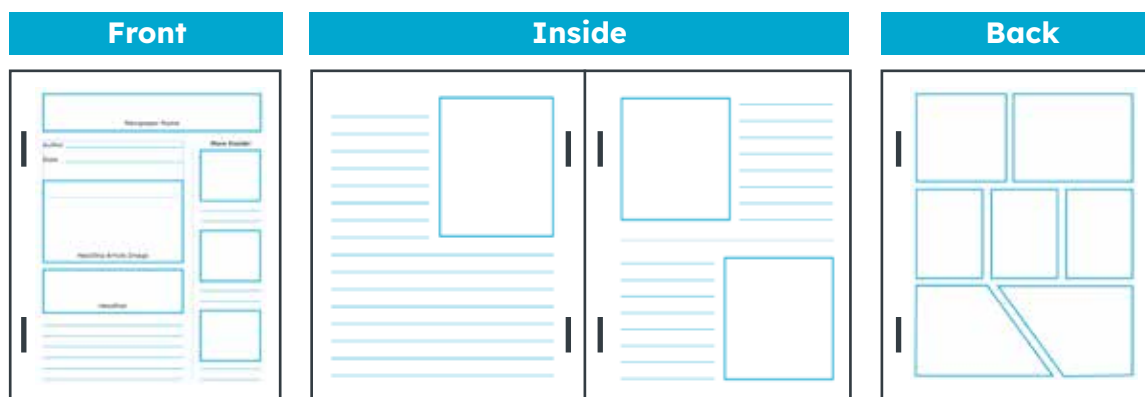 Front
Inside
Back
Newspaper Name
Author
Date
More Inside!
Headline Article Image
Headline